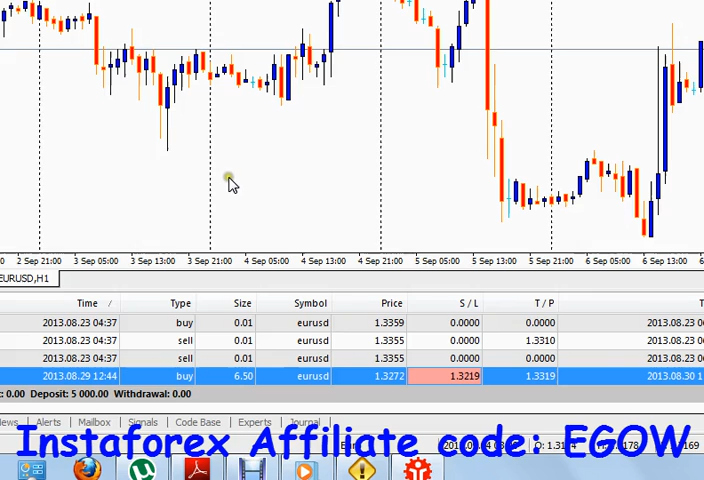 2 Sep 21:00 3 Sep 05:00 3 Sep 13:00 3 Sep 21:00 4 Sep 05:00 4 Sep 13:00 4 Sep 21:00 5 Sep 05:00 5 Sep 13:00 5 Sep 21:00 6 Sep 05:00 6 Sep 13:00
EURUSD,H1
Time / Type Size Symbol Price S / L T / P
2013.08.23 04:37 buy 0.01 eurusd 1.3359 0.0000 0.0000 2013.08.23
2013.08.23 04:37 sell 0.01 eurusd 1.3355 0.0000 1.3310 2013.08.23
2013.08.23 04:37 sell 0.01 eurusd 1.3355 0.0000 0.0000 2013.08.23
2013.08.29 12:44 buy 6.50 eurusd 1.3272 1.3219 1.3319 2013.08.30
: 0.00 Deposit: 5 000.00 Withdrawal: 0.00
News Alerts Mailbox Signals Code Base Experts Journal
Instaforex Affiliate code: EGOW